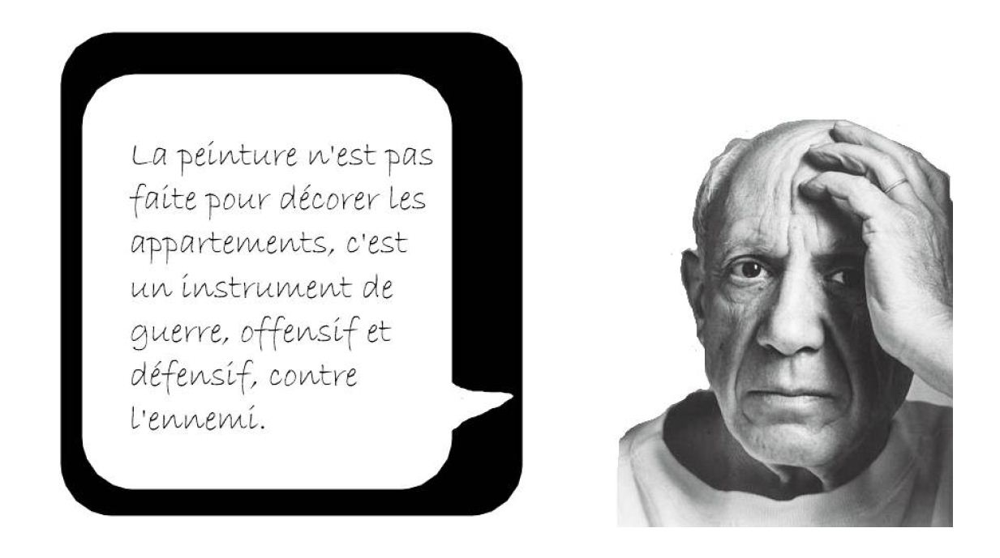 La peinture n'est pas
faite pour décorer les
appartements, c'est
un instrument de
guerre, offensif et
défensif, contre
l'ennemi.